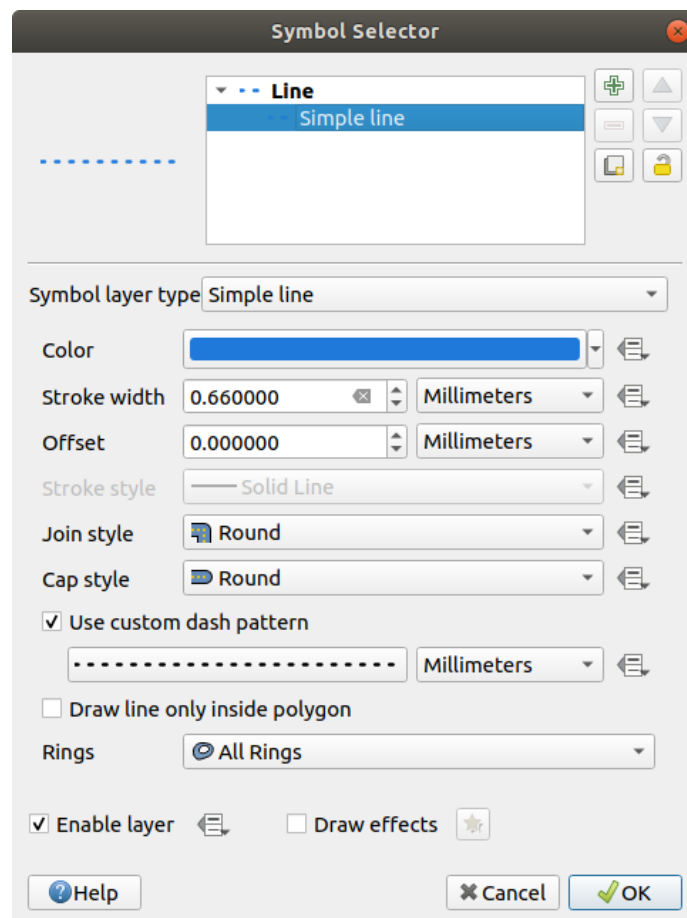 Symbol Selector
Line
Simple line
Symbol layer type Simple line
Color
Stroke width 0.660000 Millimeters
Offset 0.000000 Millimeters
Stroke style Solid Line
Join style Round
Cap style Round
Use custom dash pattern
Millimeters
Draw line only inside polygon
Rings All Rings
Enable layer Draw effects
Help Cancel OK